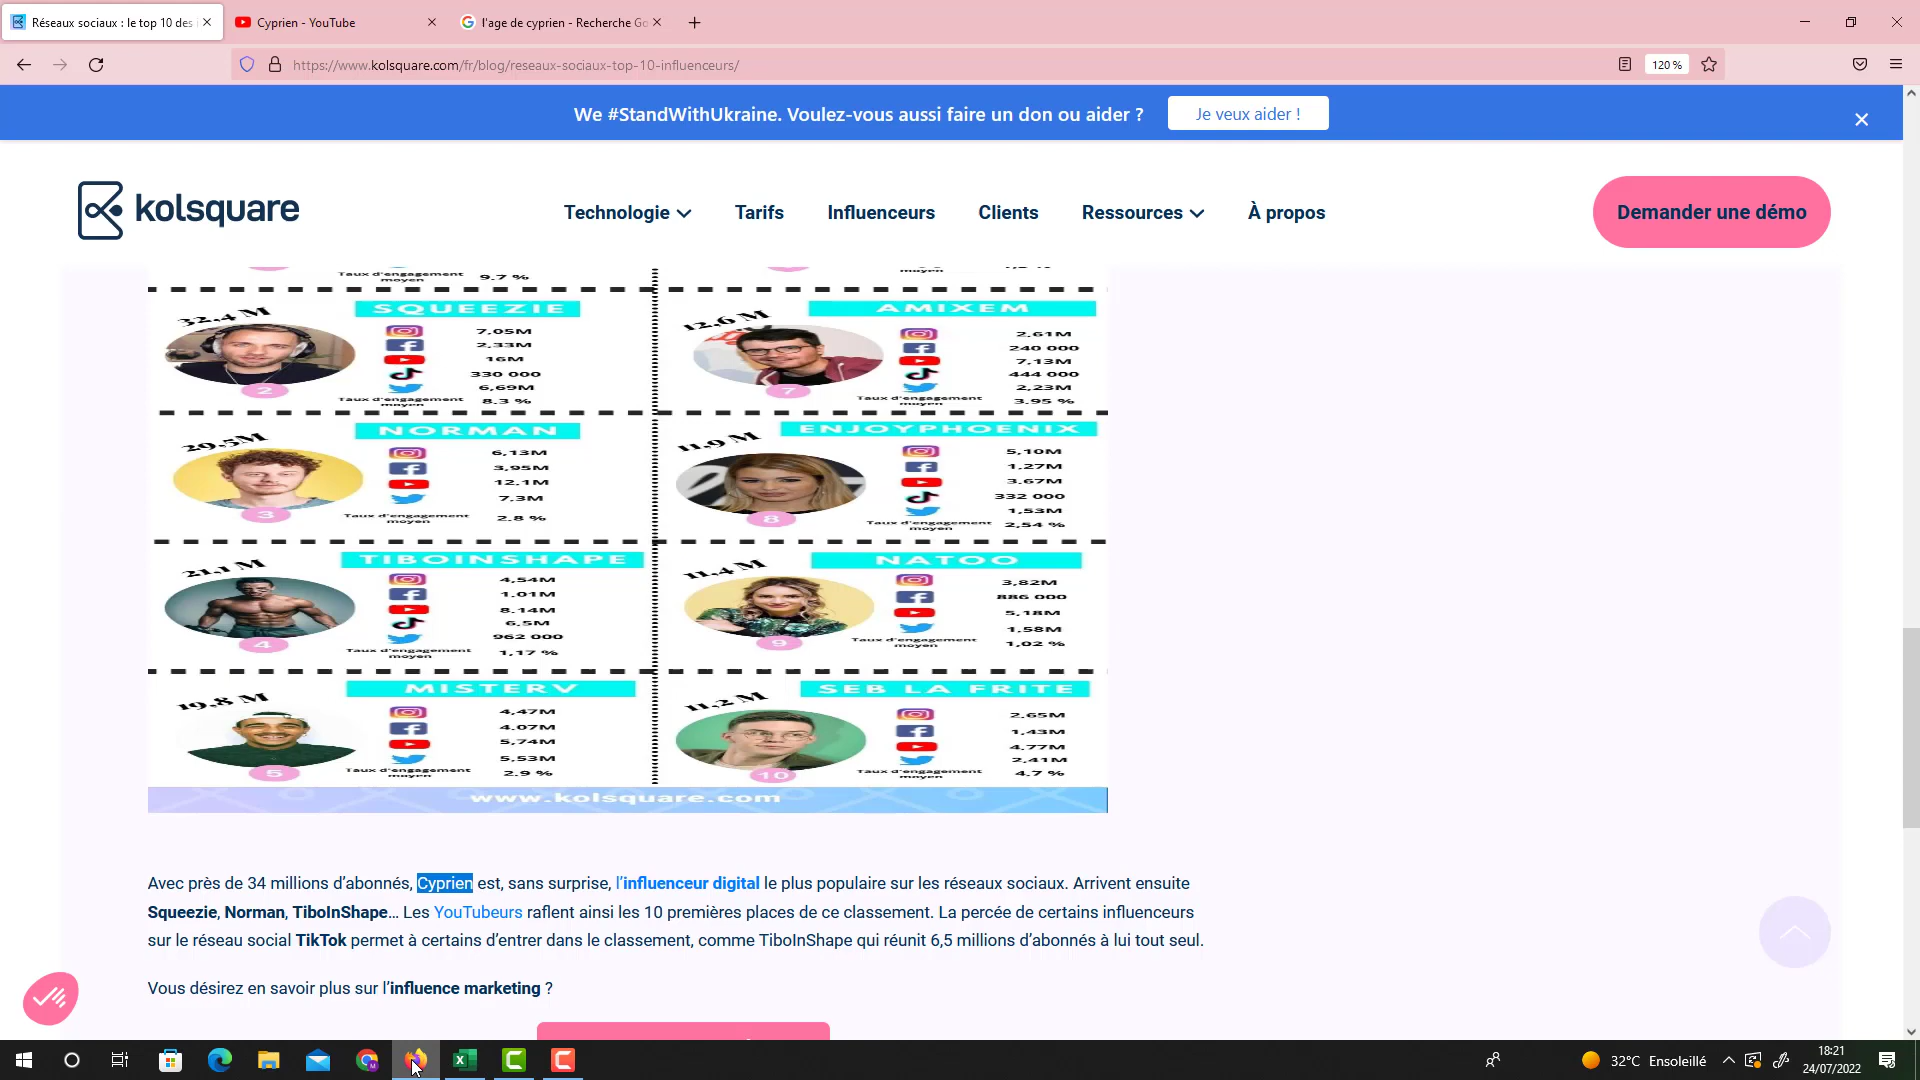 Réseaux sociaux : le top 10 des
Cyprien - YouTube
l'age de cyprien - Recherche Go
https://www.kolsquare.com/fr/blog/reseaux-sociaux-top-10-influenceurs/
120 %
We #StandWithUkraine. Voulez-vous aussi faire un don ou aider ?
Je veux aider !
kolsquare
Technologie
Tarifs
Influenceurs
Clients
Ressources
À propos
Demander une démo
Taux d'engagement
moyen
9.7 %
moyen
32,4 M
SQUEEZIE
7,05M
2,33M
16M
330 000
6,69M
Taux d'engagement
moyen
8.3 %
2
12,6 M
AMIXEM
2,61M
240 000
7,13M
444 000
2,23M
Taux d'engagement
moyen
3.95 %
7
29,5M
NORMAN
6,13M
3,95M
12,1M
7,3M
Taux d'engagement
moyen
2.8 %
3
11,9 M
ENJOYPHOENIX
5,10M
1,27M
3,67M
332 000
1,53M
Taux d'engagement
moyen
2,54 %
8
21,1 M
TIBOINSHAPE
4,54M
1,01M
8,14M
6,5M
962 000
Taux d'engagement
moyen
1,17 %
4
11,4 M
NATOO
3,82M
886 000
5,18M
1,58M
Taux d'engagement
moyen
1,02 %
9
19,8 M
MISTERV
4,47M
4,07M
5,74M
5,53M
Taux d'engagement
moyen
2.9 %
5
11,2 M
SEB LA FRITE
2,65M
1,43M
4,77M
2,41M
Taux d'engagement
moyen
4.7 %
10
www.kolsquare.com
Avec près de 34 millions d'abonnés, Cyprien est, sans surprise, l'influenceur digital le plus populaire sur les réseaux sociaux. Arrivent ensuite
Squeezie, Norman, TiboInShape… Les YouTubeurs raflent ainsi les 10 premières places de ce classement. La percée de certains influenceurs
sur le réseau social TikTok permet à certains d'entrer dans le classement, comme TiboInShape qui réunit 6,5 millions d'abonnés à lui tout seul.
Vous désirez en savoir plus sur l'influence marketing ?
32°C Ensoleillé
18:21
24/07/2022